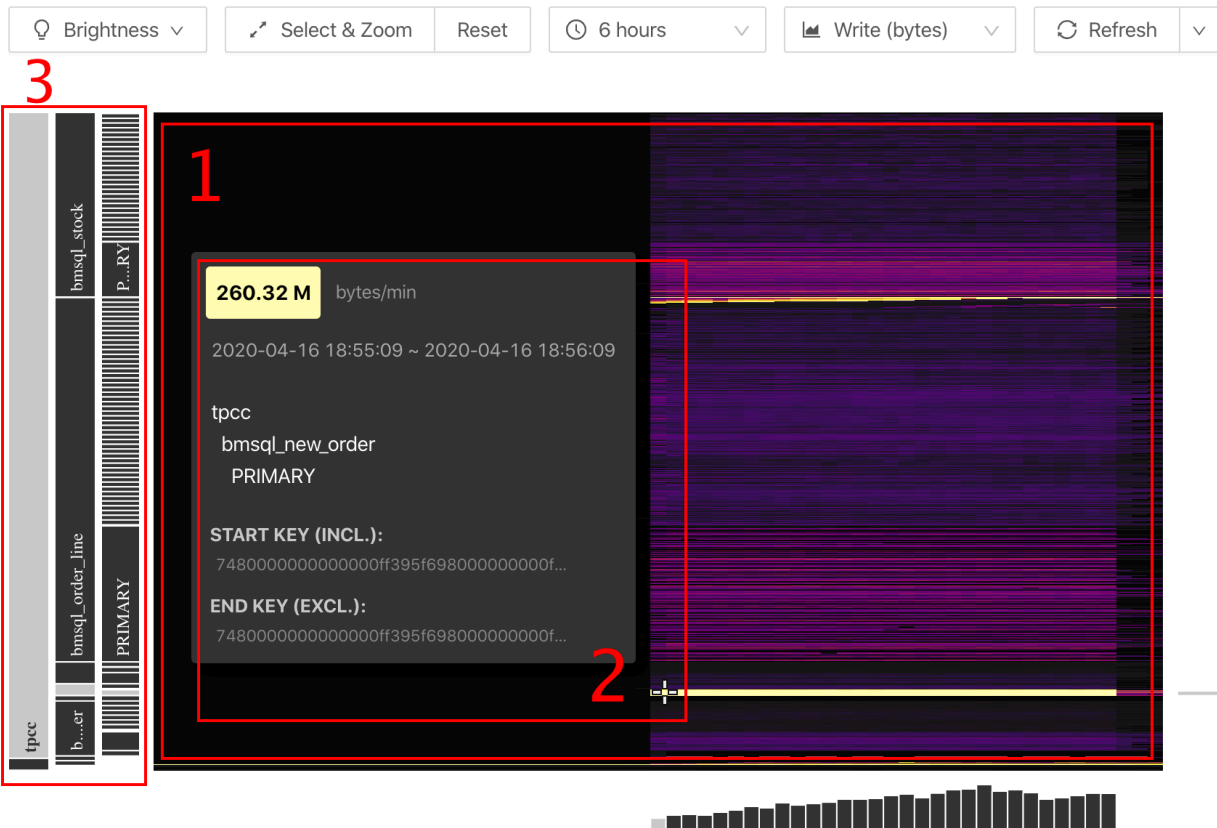 Brightness
Select & Zoom
Reset
6 hours
Write (bytes)
Refresh
3
1
260.32 M bytes/min
2020-04-16 18:55:09 ~ 2020-04-16 18:56:09
tpcc
bmsql_new_order
PRIMARY
START KEY (INCL.):
7480000000000000ff395f698000000000000f...
END KEY (EXCL.):
7480000000000000ff395f698000000000000f...
2
tpcc
bmsql_stock
bmsql_order_line
b....er
P....RY
PRIMARY